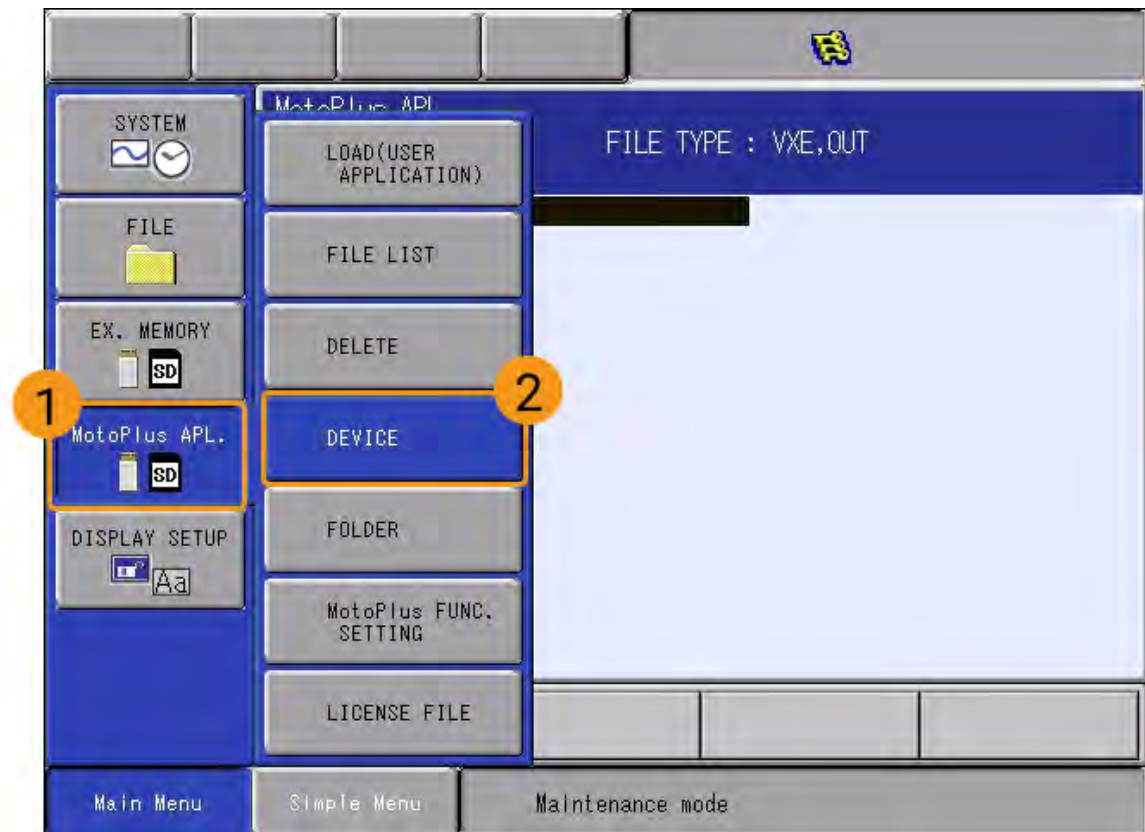 SYSTEM
FILE
EX. MEMORY
SD
1
MotoPlus APL.
SD
DISPLAY SETUP
Aa
MotoPlus APL
FILE TYPE : VXE,OUT
LOAD(USER
APPLICATION)
FILE LIST
DELETE
2
DEVICE
FOLDER
MotoPlus FUNC.
SETTING
LICENSE FILE
Main Menu
Simple Menu
Maintenance mode